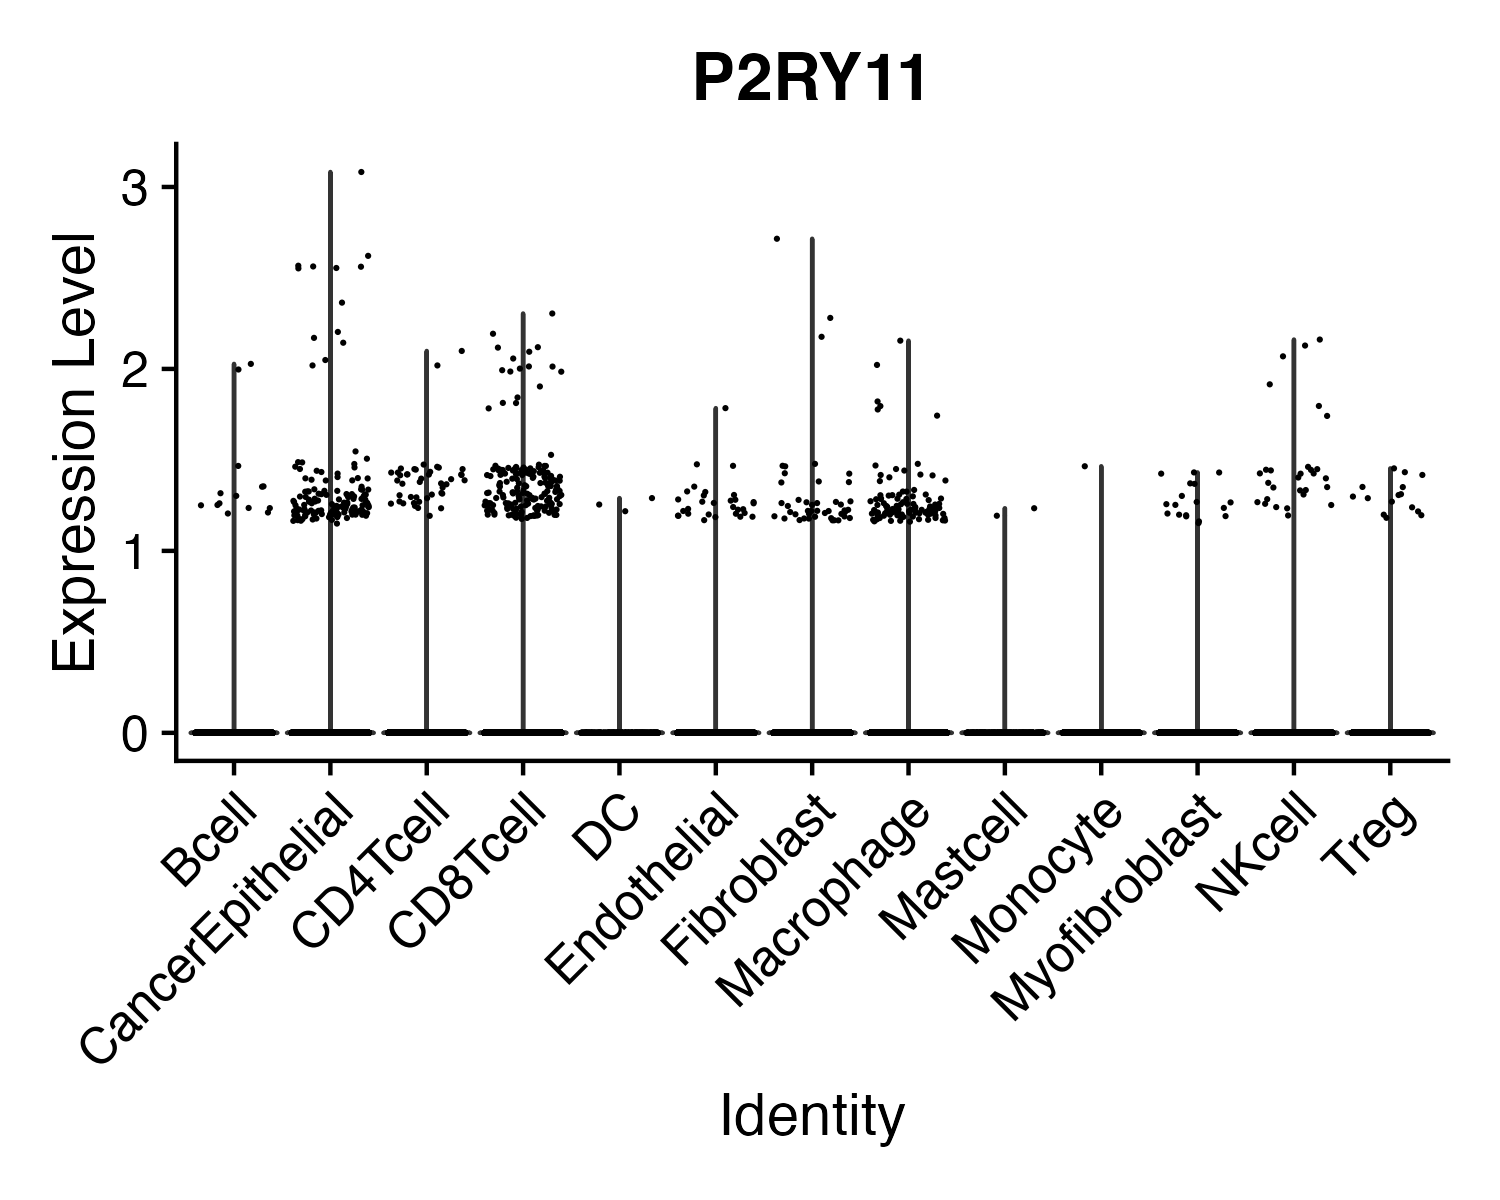 P2RY11
Expression Level
3
2
1
0
Bcell
CancerEpithelial
CD4Tcell
CD8Tcell
DC
Endothelial
Fibroblast
Macrophage
Mastcell
Monocyte
Myofibroblast
NKcell
Treg
Identity